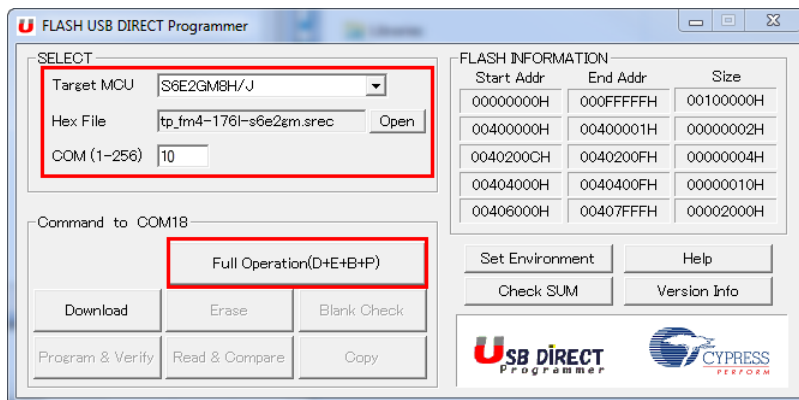 FLASH USB DIRECT Programmer
SELECT
Target MCU S6E2GM8H/J
Hex File tp_fm4-176l-s6e2gm.srec Open
COM (1-256) 10
Command to COM18
Full Operation(D+E+B+P)
Download Erase Blank Check
Program & Verify Read & Compare Copy
FLASH INFORMATION
Start Addr End Addr Size
00000000H 000FFFFFH 00100000H
00400000H 00400001H 00000002H
0040200CH 0040200FH 00000004H
00404000H 0040400FH 00000010H
00406000H 00407FFFH 00002000H
Set Environment Help
Check SUM Version Info
USB DIRECT
Programmer
CYPRESS
PERFORM